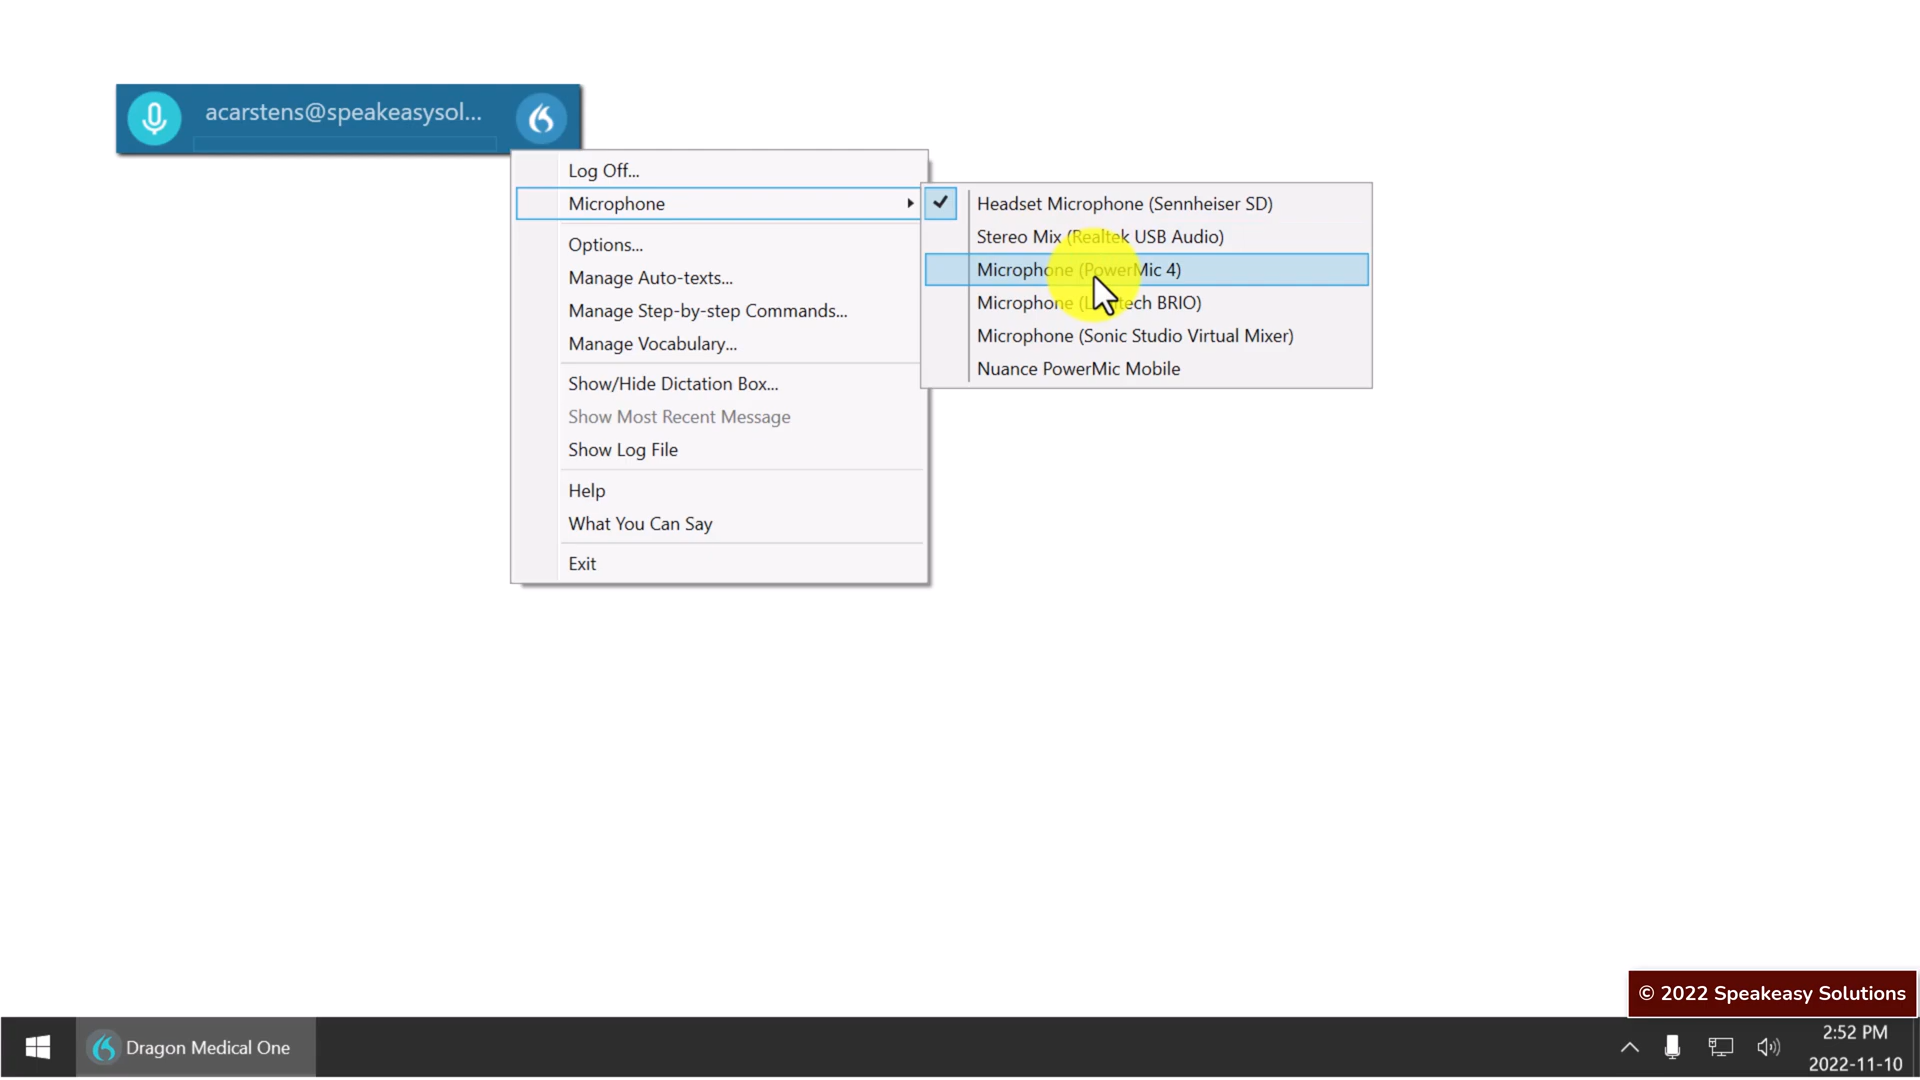 acarstens@speakeasysol...
Log Off...
Microphone
Options...
Manage Auto-texts...
Manage Step-by-step Commands...
Manage Vocabulary...
Show/Hide Dictation Box...
Show Most Recent Message
Show Log File
Help
What You Can Say
Exit
Headset Microphone (Sennheiser SD)
Stereo Mix (Realtek USB Audio)
Microphone (PowerMic 4)
Microphone (Logitech BRIO)
Microphone (Sonic Studio Virtual Mixer)
Nuance PowerMic Mobile
© 2022 Speakeasy Solutions
Dragon Medical One
2:52 PM
2022-11-10